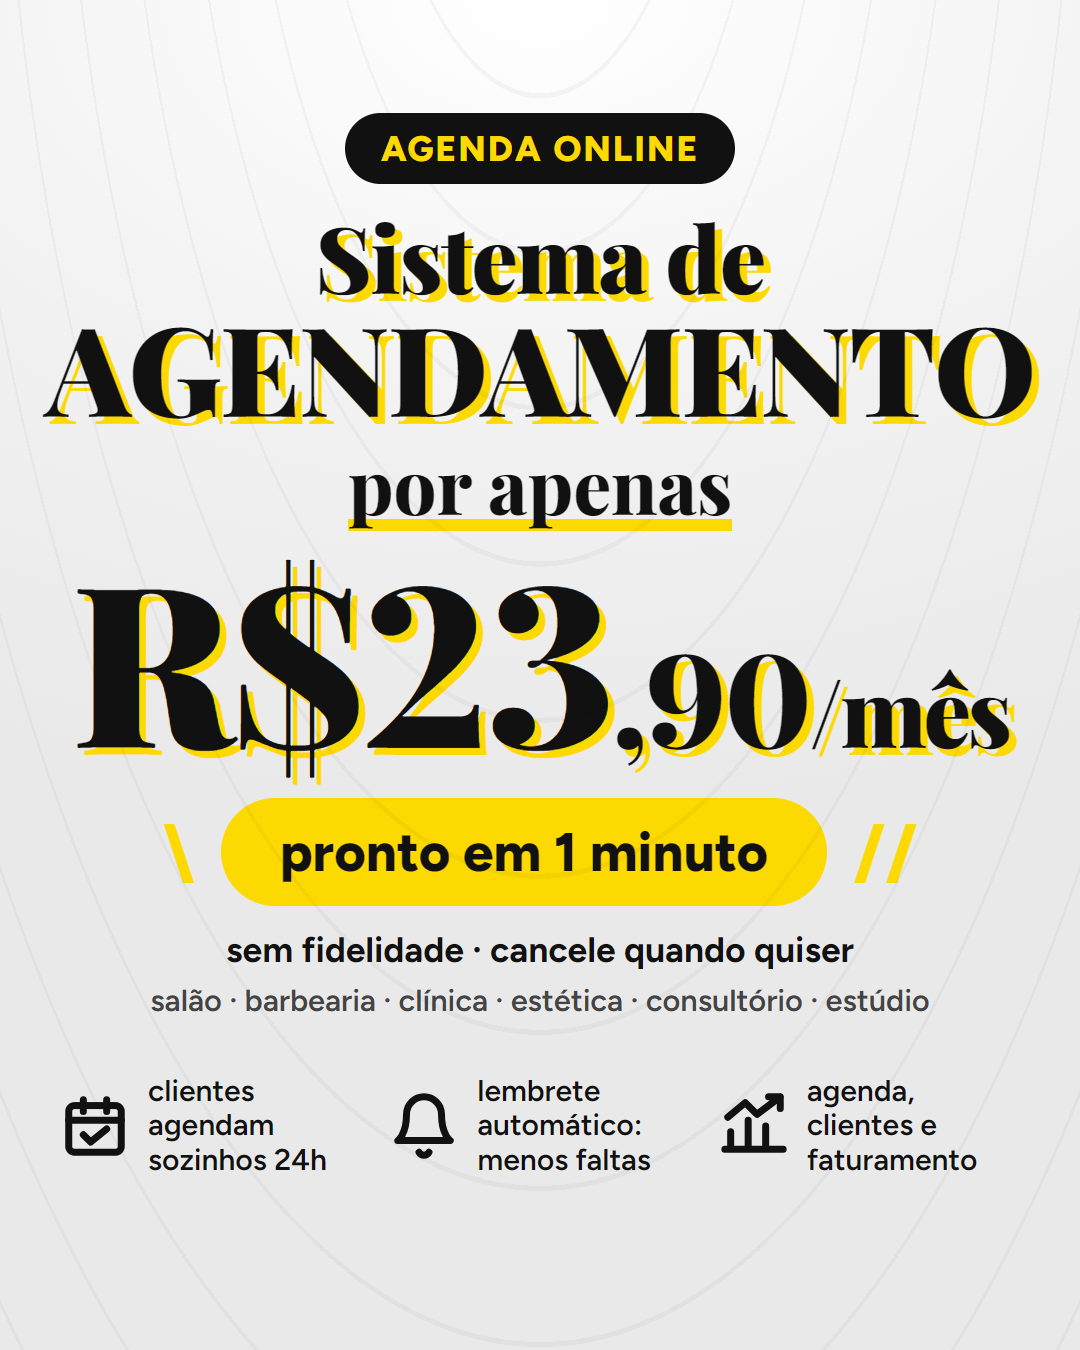 AGENDA ONLINE
Sistema de
AGENDAMENTO
por apenas
R$23,90/mês
\ pronto em 1 minuto //
sem fidelidade · cancele quando quiser
salão · barbearia · clínica · estética · consultório · estúdio
clientes
agendam
sozinhos 24h
lembrete
automático:
menos faltas
agenda,
clientes e
faturamento